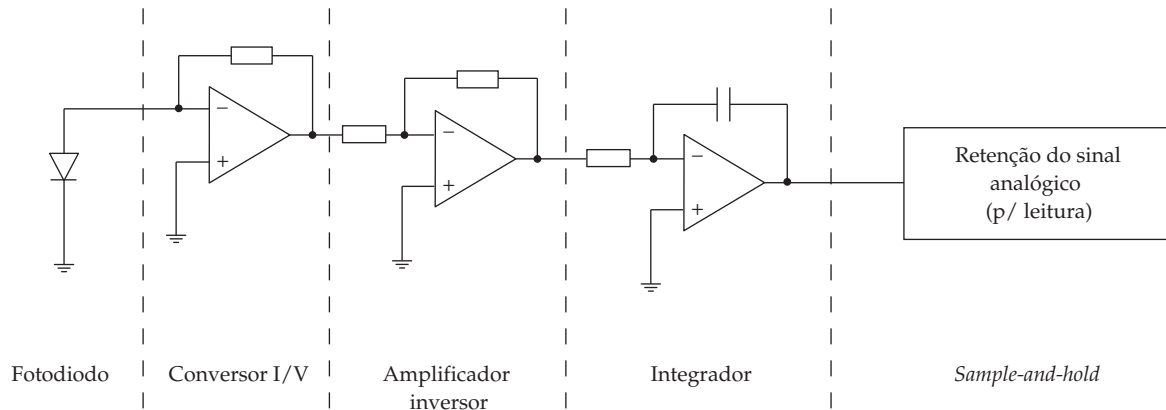 −
+
−
+
−
+
Retenção do sinal
analógico
(p/ leitura)
Fotodiodo
Conversor I/V
Amplificador
inversor
Integrador
Sample-and-hold